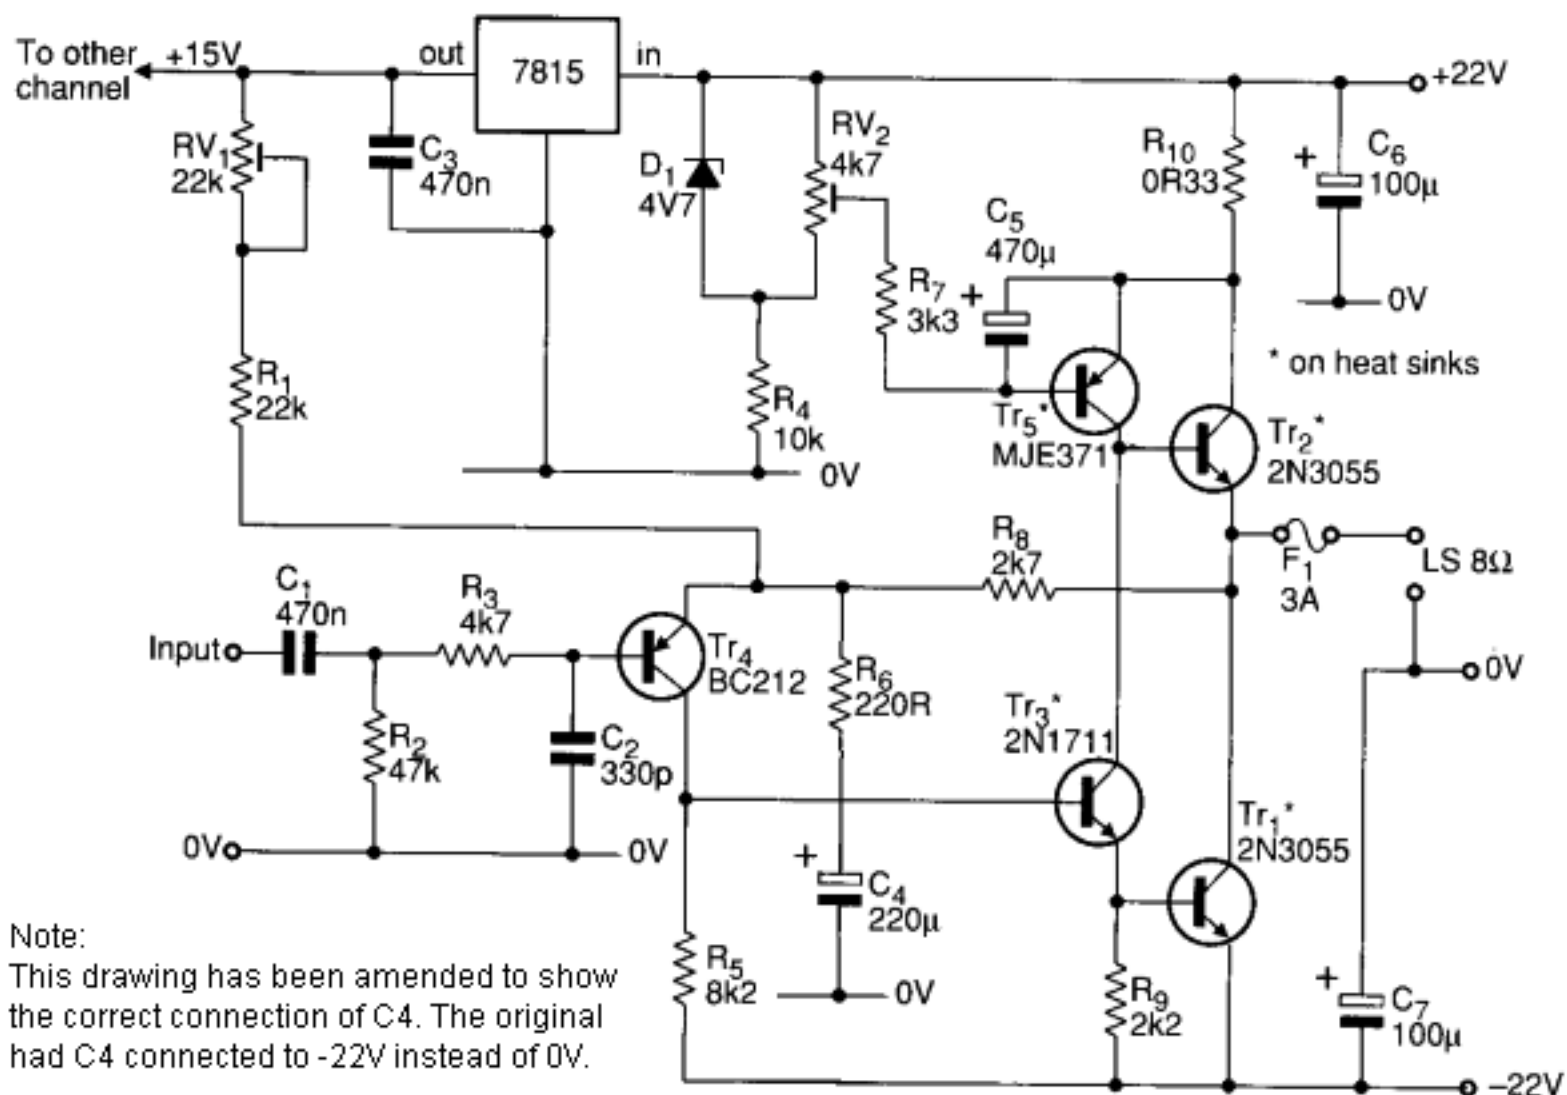 To other
channel
+15V
out
7815
in
+22V
RV1
22k
C3
470n
D1
4V7
RV2
4k7
R10
0R33
C6
100µ
+
C5
470µ
+
R7
3k3
0V
* on heat sinks
R1
22k
R4
10k
0V
Tr5*
MJE371
Tr2*
2N3055
R8
2k7
F1
3A
LS 8Ω
C1
470n
R3
4k7
Input
Tr4
BC212
R6
220R
0V
Tr3*
2N1711
R2
47k
C2
330p
0V
0V
Tr1*
2N3055
+
C4
220µ
0V
R5
8k2
R9
2k2
+
C7
100µ
-22V
Note:
This drawing has been amended to show
the correct connection of C4. The original
had C4 connected to -22V instead of 0V.